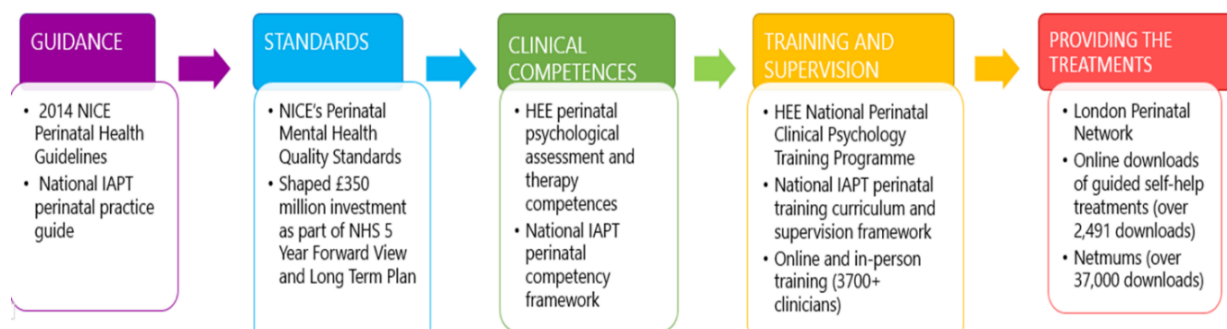 GUIDANCE
• 2014 NICE
Perinatal Health
Guidelines
• National IAPT
perinatal practice
guide
STANDARDS
• NICE's Perinatal
Mental Health
Quality Standards
• Shaped £350
million investment
as part of NHS 5
Year Forward View
and Long Term Plan
CLINICAL
COMPETENCES
• HEE perinatal
psychological
assessment and
therapy
competences
• National IAPT
perinatal
competency
framework
TRAINING AND
SUPERVISION
• HEE National Perinatal
Clinical Psychology
Training Programme
• National IAPT perinatal
training curriculum and
supervision framework
• Online and in-person
training (3700+
clinicians)
PROVIDING THE
TREATMENTS
• London Perinatal
Network
• Online downloads
of guided self-help
treatments (over
2,491 downloads)
• Netmums (over
37,000 downloads)